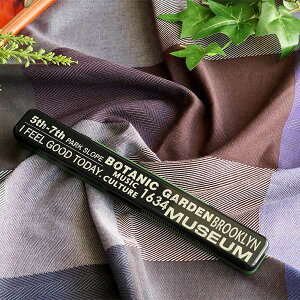 5th-7th PARK SLOPE BOTANIC GARDEN BROOKLYN
I FEEL GOOD TODAY. MUSIC 1634 MUSEUM
CULTURE